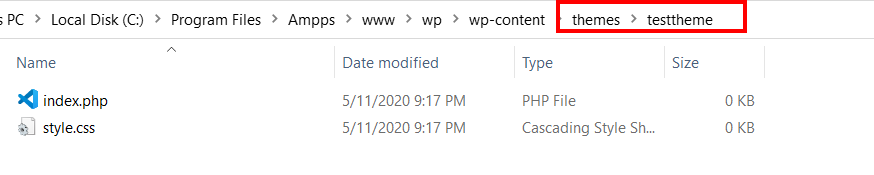 s PC > Local Disk (C:) > Program Files > Ampps > www > wp > wp-content > themes > testtheme
Name Date modified Type Size
index.php 5/11/2020 9:17 PM PHP File 0 KB
style.css 5/11/2020 9:17 PM Cascading Style Sh... 0 KB